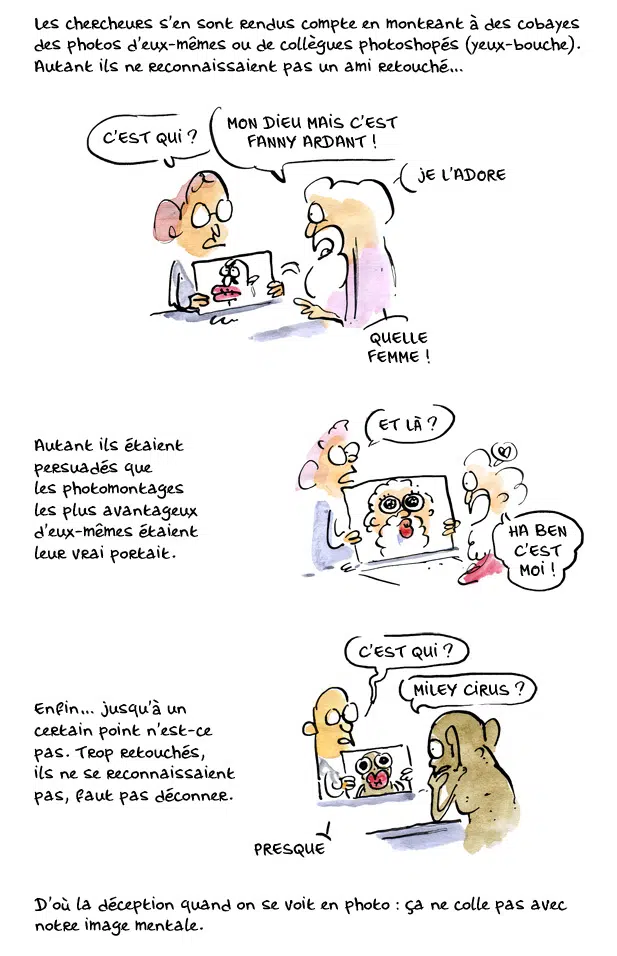 Les chercheurs s'en sont rendus compte en montrant à des cobayes
des photos d'eux-mêmes ou de collègues photoshopés (yeux-bouche).
Autant ils ne reconnaissaient pas un ami retouché...
C'EST QUI ?
MON DIEU MAIS C'EST
FANNY ARDANT !
JE L'ADORE
QUELLE
FEMME !
Autant ils étaient
persuadés que
les photomontages
les plus avantageux
d'eux-mêmes étaient
leur vrai portait.
ET LÀ ?
HA BEN
C'EST
MOI !
Enfin... jusqu'à un
certain point n'est-ce
pas. Trop retouchés,
ils ne se reconnaissaient
pas, faut pas déconner.
C'EST QUI ?
MILEY CIRUS ?
PRESQUE
D'où la déception quand on se voit en photo : ça ne colle pas avec
notre image mentale.